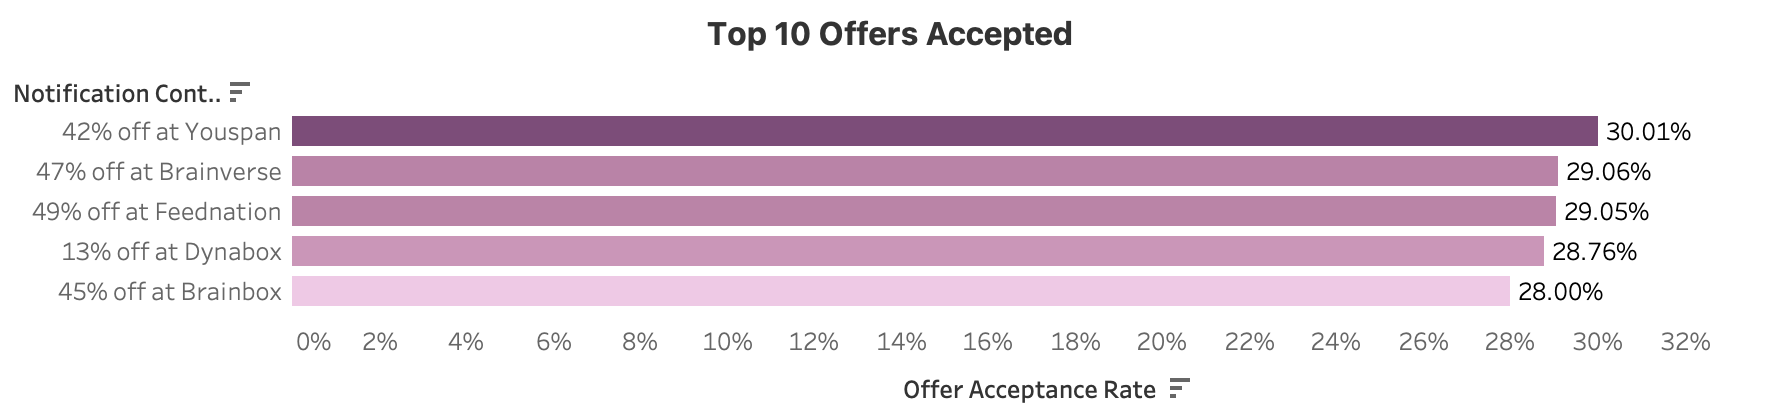 Top 10 Offers Accepted
Notification Cont..
42% off at Youspan 30.01%
47% off at Brainverse 29.06%
49% off at Feednation 29.05%
13% off at Dynabox 28.76%
45% off at Brainbox 28.00%
0% 2% 4% 6% 8% 10% 12% 14% 16% 18% 20% 22% 24% 26% 28% 30% 32%
Offer Acceptance Rate